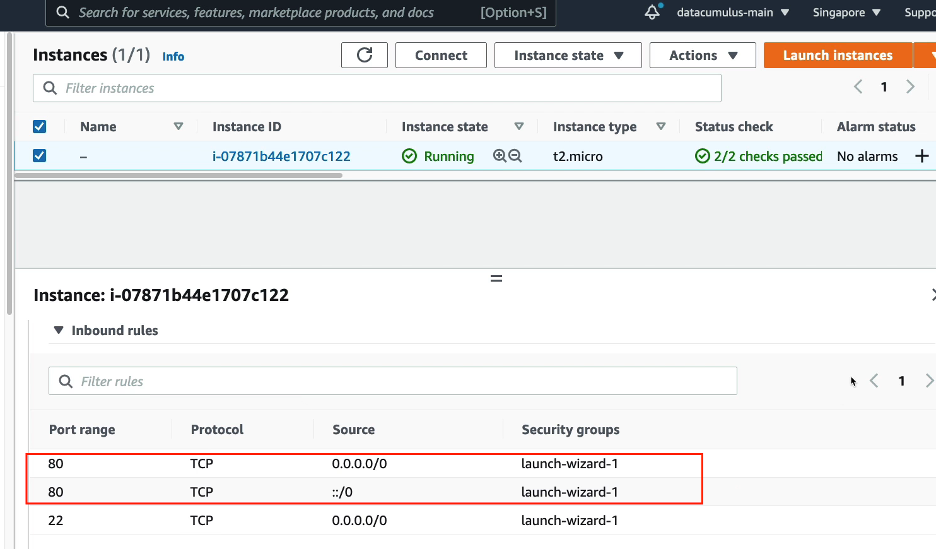 Search for services, features, marketplace products, and docs [Option+S] datacumulus-main Singapore Suppo
Instances (1/1) Info Connect Instance state Actions Launch instances
Filter instances 1
Name Instance ID Instance state Instance type Status check Alarm status
– i-07871b44e1707c122 Running t2.micro 2/2 checks passed No alarms +
Instance: i-07871b44e1707c122
Inbound rules
Filter rules 1
Port range Protocol Source Security groups
80 TCP 0.0.0.0/0 launch-wizard-1
80 TCP ::/0 launch-wizard-1
22 TCP 0.0.0.0/0 launch-wizard-1